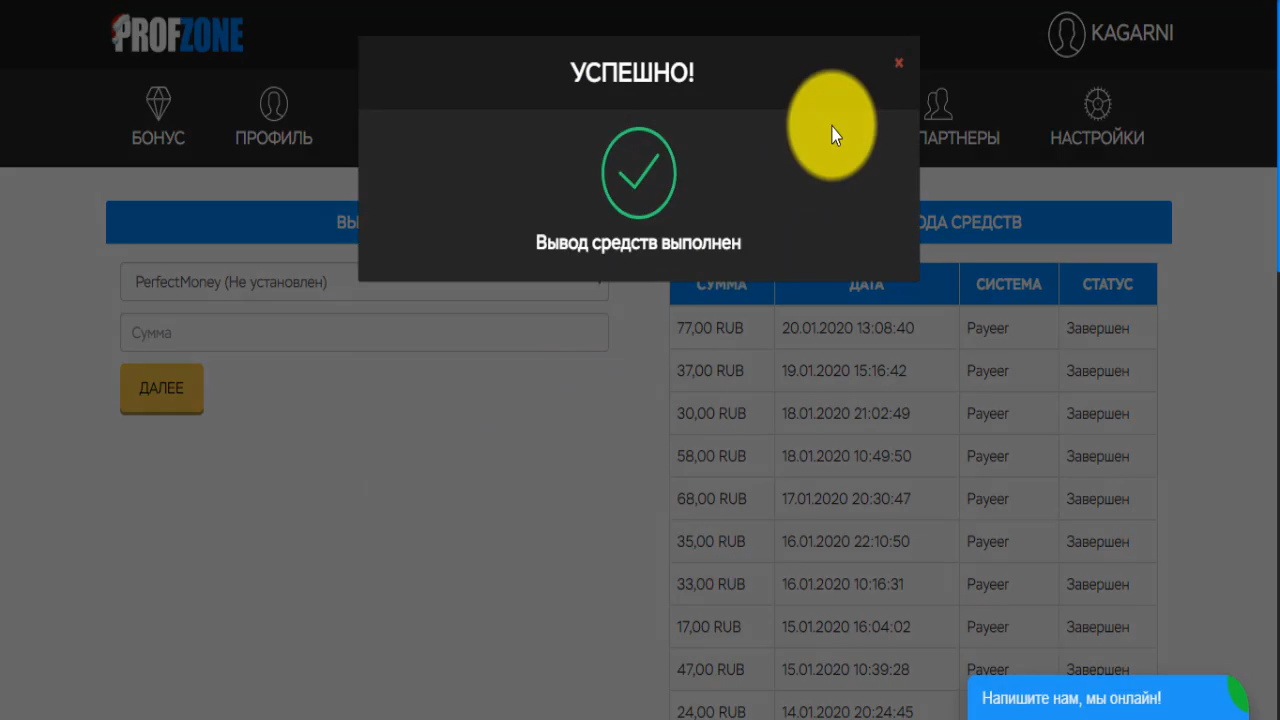 PROFZONE
KAGARNI
БОНУС
ПРОФИЛЬ
ПАРТНЕРЫ
НАСТРОЙКИ
УСПЕШНО!
×
Вывод средств выполнен
PerfectMoney (Не установлен)
Сумма
ДАЛЕЕ
СРЕДСТВ
СУММА ДАТА СИСТЕМА СТАТУС
77,00 RUB 20.01.2020 13:08:40 Payeer Завершен
37,00 RUB 19.01.2020 15:16:42 Payeer Завершен
30,00 RUB 18.01.2020 21:02:49 Payeer Завершен
58,00 RUB 18.01.2020 10:49:50 Payeer Завершен
68,00 RUB 17.01.2020 20:30:47 Payeer Завершен
35,00 RUB 16.01.2020 22:10:50 Payeer Завершен
33,00 RUB 16.01.2020 10:16:31 Payeer Завершен
17,00 RUB 15.01.2020 16:04:02 Payeer Завершен
47,00 RUB 15.01.2020 10:39:28 Payeer Завершен
24,00 RUB 14.01.2020 20:24:45
Напишите нам, мы онлайн!